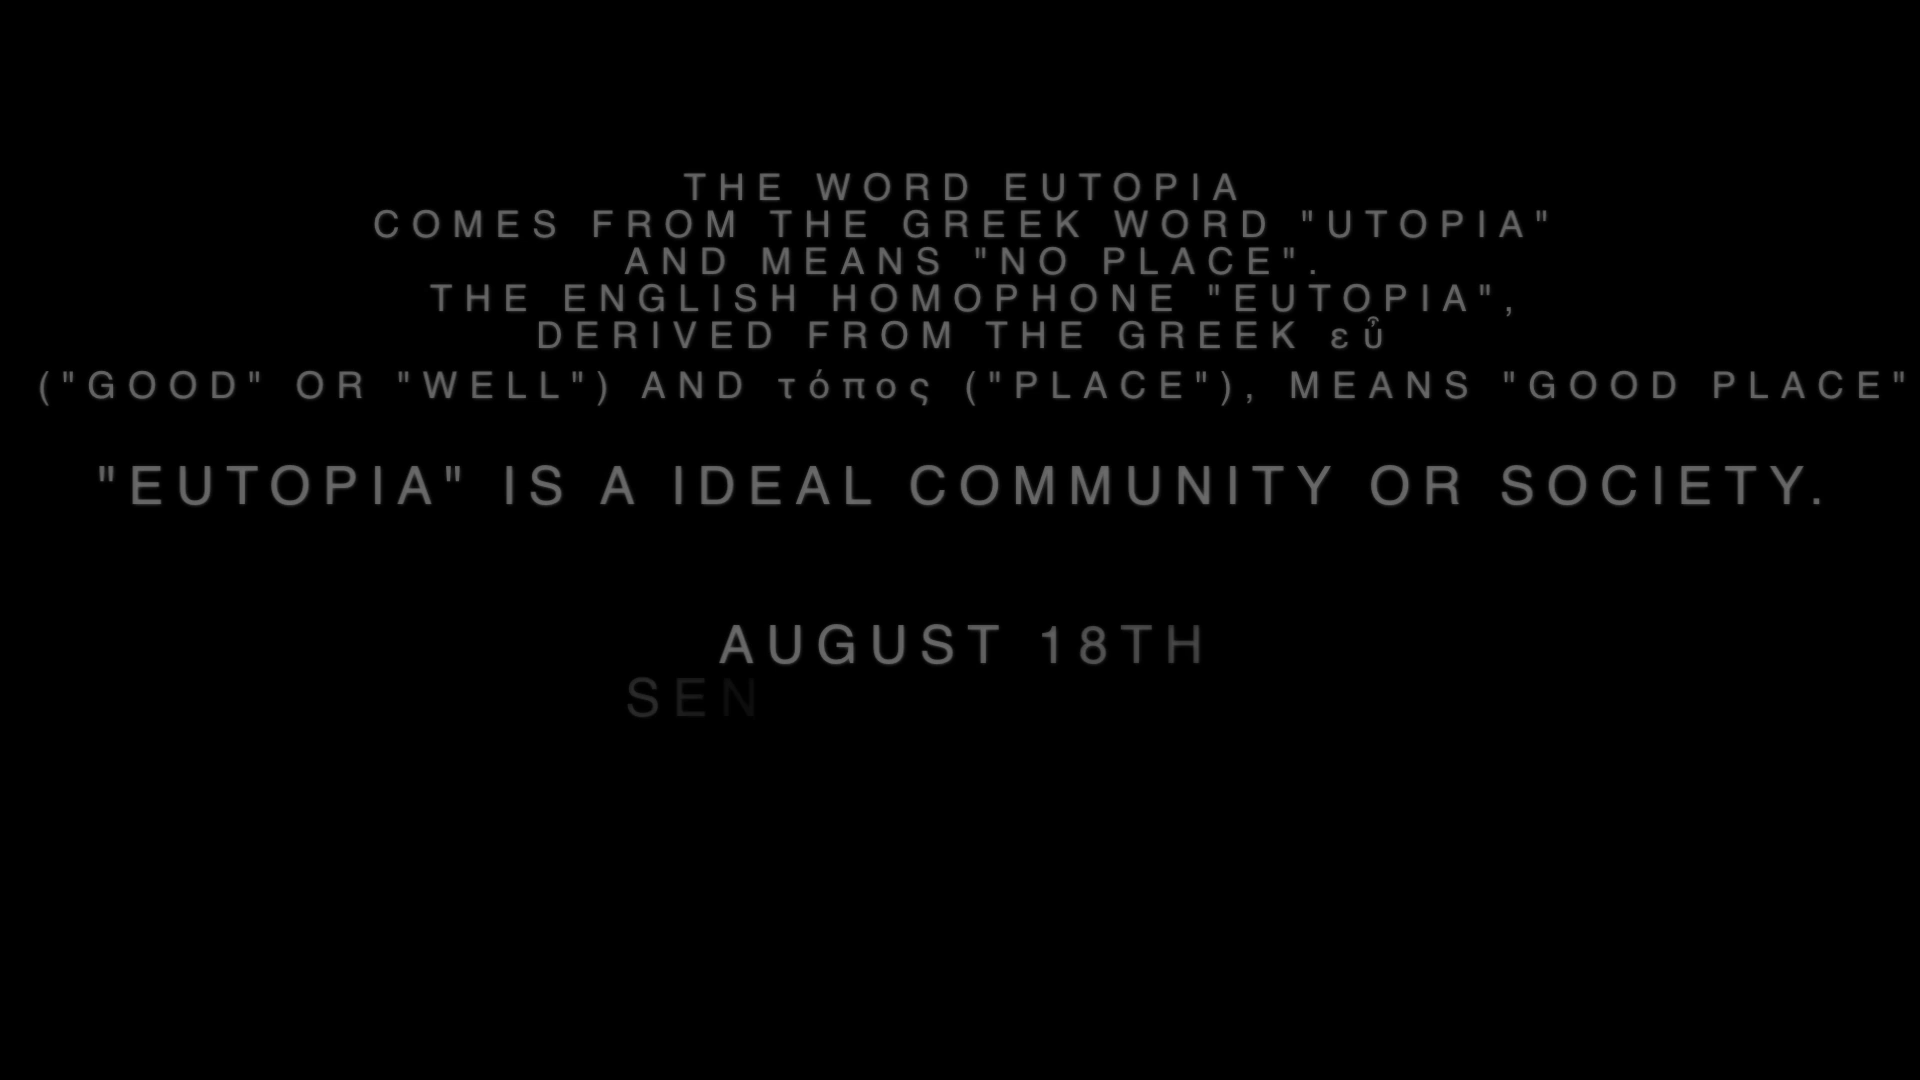 THE WORD EUTOPIA
COMES FROM THE GREEK WORD "UTOPIA"
AND MEANS "NO PLACE".
THE ENGLISH HOMOPHONE "EUTOPIA",
DERIVED FROM THE GREEK εὖ
("GOOD" OR "WELL") AND τόπος ("PLACE"), MEANS "GOOD PLACE"
"EUTOPIA" IS A IDEAL COMMUNITY OR SOCIETY.
AUGUST 18TH
SEN